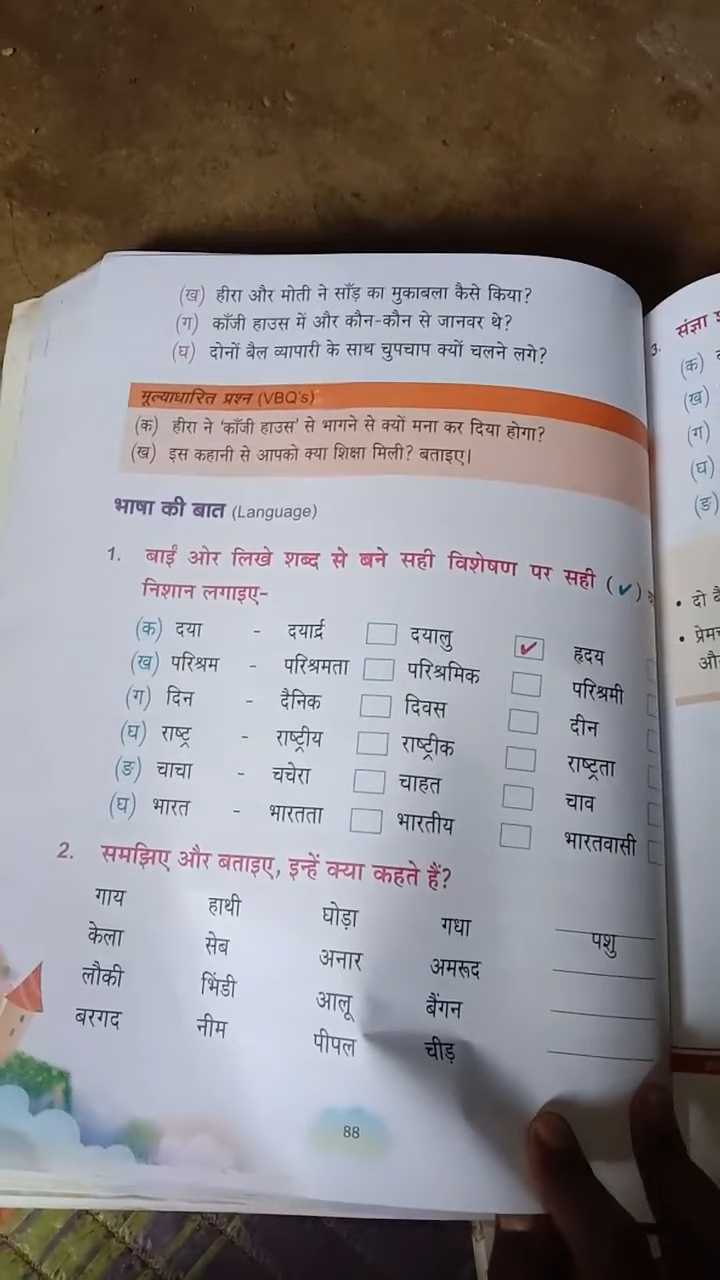 (ख) हीरा और मोती ने साँड़ का मुकाबला कैसे किया?
(ग) काँजी हाउस में और कौन-कौन से जानवर थे?
(घ) दोनों बैल व्यापारी के साथ चुपचाप क्यों चलने लगे?
मूल्याधारित प्रश्न (VBQ's)
(क) हीरा ने 'काँजी हाउस' से भागने से क्यों मना कर दिया होगा?
(ख) इस कहानी से आपको क्या शिक्षा मिली? बताइए।
भाषा की बात (Language)
1. बाईं ओर लिखे शब्द से बने सही विशेषण पर सही (✓)
निशान लगाइए-
(क) दया - दयार्द्र दयालु ✓ हृदय
(ख) परिश्रम - परिश्रमता परिश्रमिक परिश्रमी
(ग) दिन - दैनिक दिवस दीन
(घ) राष्ट्र - राष्ट्रीय राष्ट्रीक राष्ट्रता
(ङ) चाचा - चचेरा चाहत चाव
(घ) भारत - भारतता भारतीय भारतवासी
2. समझिए और बताइए, इन्हें क्या कहते हैं?
गाय हाथी घोड़ा गधा पशु
केला सेब अनार अमरूद
लौकी भिंडी आलू बैंगन
बरगद नीम पीपल चीड़
88
3. संज्ञा
(क)
(ख)
(ग)
(घ)
(ङ)
• दो
• प्रेमच